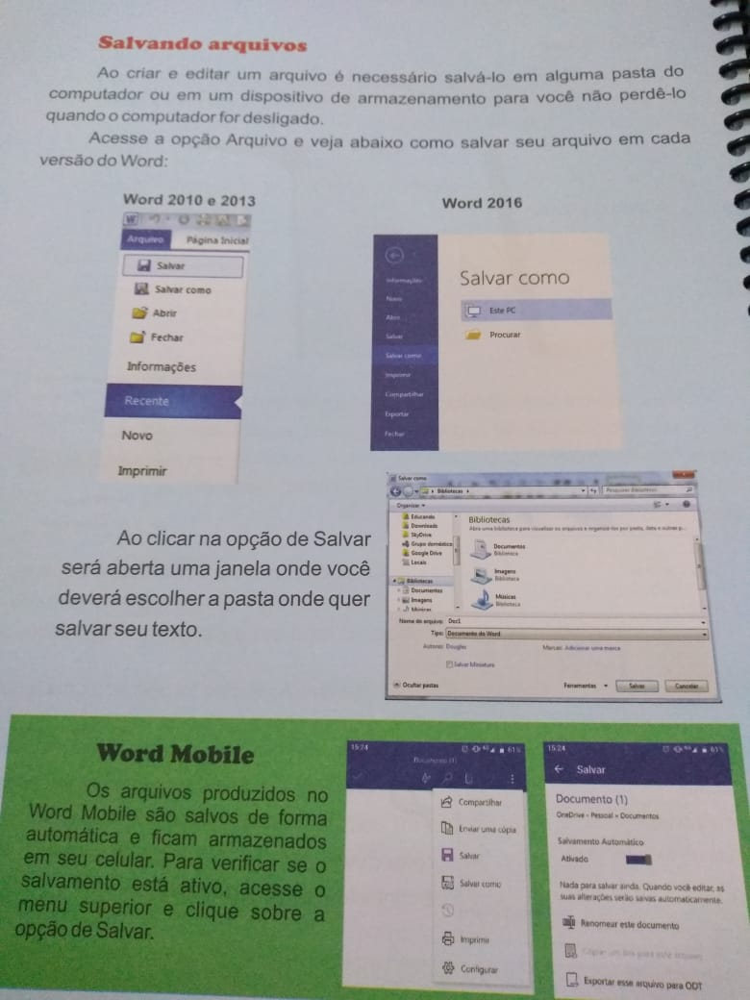 Salvando arquivos
Ao criar e editar um arquivo é necessário salvá-lo em alguma pasta do
computador ou em um dispositivo de armazenamento para você não perdê-lo
quando o computador for desligado.
Acesse a opção Arquivo e veja abaixo como salvar seu arquivo em cada
versão do Word:
Word 2010 e 2013
W
Arquivo Página Inicial
Salvar
Salvar como
Abrir
Fechar
Informações
Recente
Novo
Imprimir
Word 2016
Informações
Novo
Abrir
Salvar
Salvar como
Imprimir
Compartilhar
Exportar
Fechar
Salvar como
Este PC
Procurar
Ao clicar na opção de Salvar
será aberta uma janela onde você
deverá escolher a pasta onde quer
salvar seu texto.
Salvar como
Bibliotecas
Pesquisar Bibliotecas
Organizar
Educando
Downloads
SkyDrive
Grupo doméstico
Google Drive
Locais
Bibliotecas
Documentos
Imagens
Músicas
Bibliotecas
Abra uma biblioteca para visualizar os arquivos e organizá-los por pasta, data e outras p...
Documentos
Biblioteca
Imagens
Biblioteca
Músicas
Biblioteca
Nome do arquivo: Doc1
Tipo: Documento do Word
Autores: Douglas
Marcas: Adicionar uma marca
Salvar Miniatura
Ocultar pastas
Ferramentas
Salvar
Cancelar
Word Mobile
Os arquivos produzidos no
Word Mobile são salvos de forma
automática e ficam armazenados
em seu celular. Para verificar se o
salvamento está ativo, acesse o
menu superior e clique sobre a
opção de Salvar.
15:24 61%
Documento (1)
Compartilhar
Enviar uma cópia
Salvar
Salvar como
Imprimir
Configurar
15:24 61%
Salvar
Documento (1)
OneDrive - Pessoal » Documentos
Salvamento Automático
Ativado
Nada para salvar ainda. Quando você editar, as
suas alterações serão salvas automaticamente.
Renomear este documento
Copiar um link para este arquivo
Exportar esse arquivo para ODT